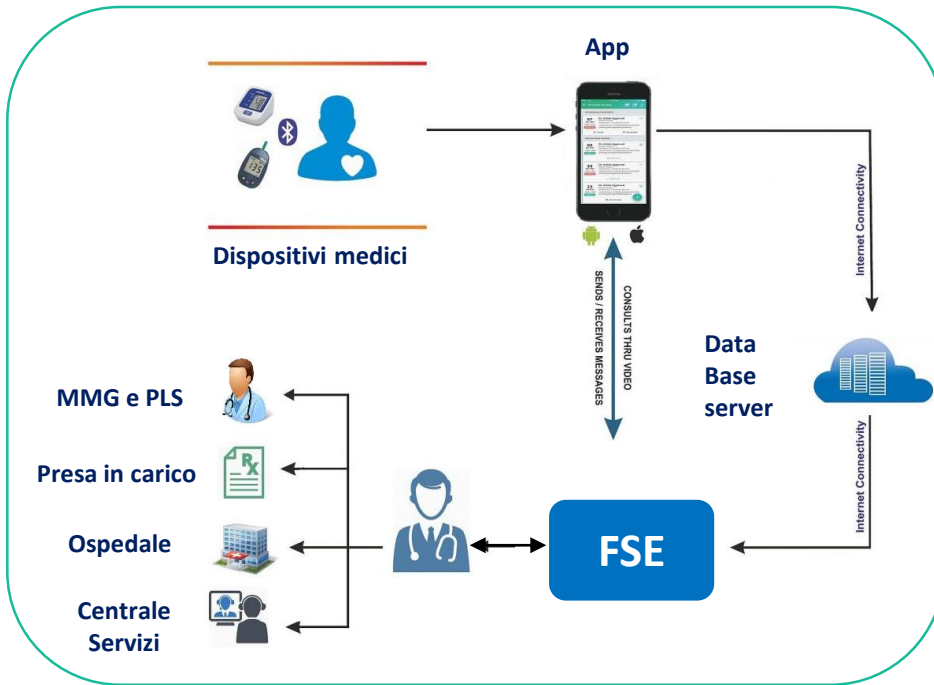 App
Dispositivi medici
Internet Connectivity
SENDS / RECEIVES MESSAGES
CONSULTS THRU VIDEO
Data
Base
server
MMG e PLS
Presa in carico
Rx
Ospedale
Internet Connectivity
FSE
Centrale
Servizi